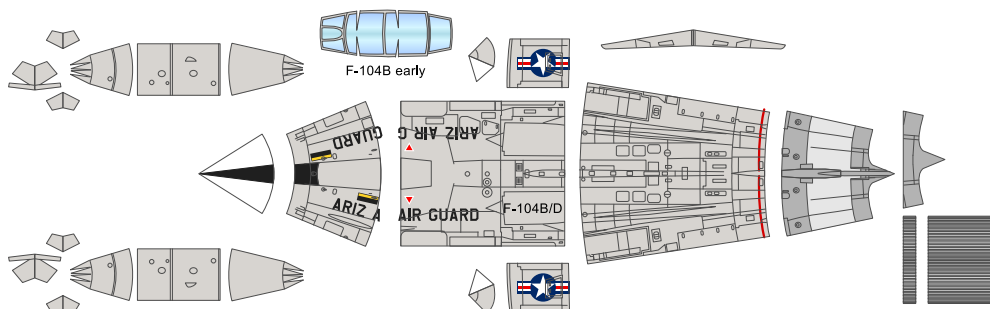 F-104B early
GUARD
G
ARIZ AIR G
ARIZ A
AIR GUARD
F-104B/D